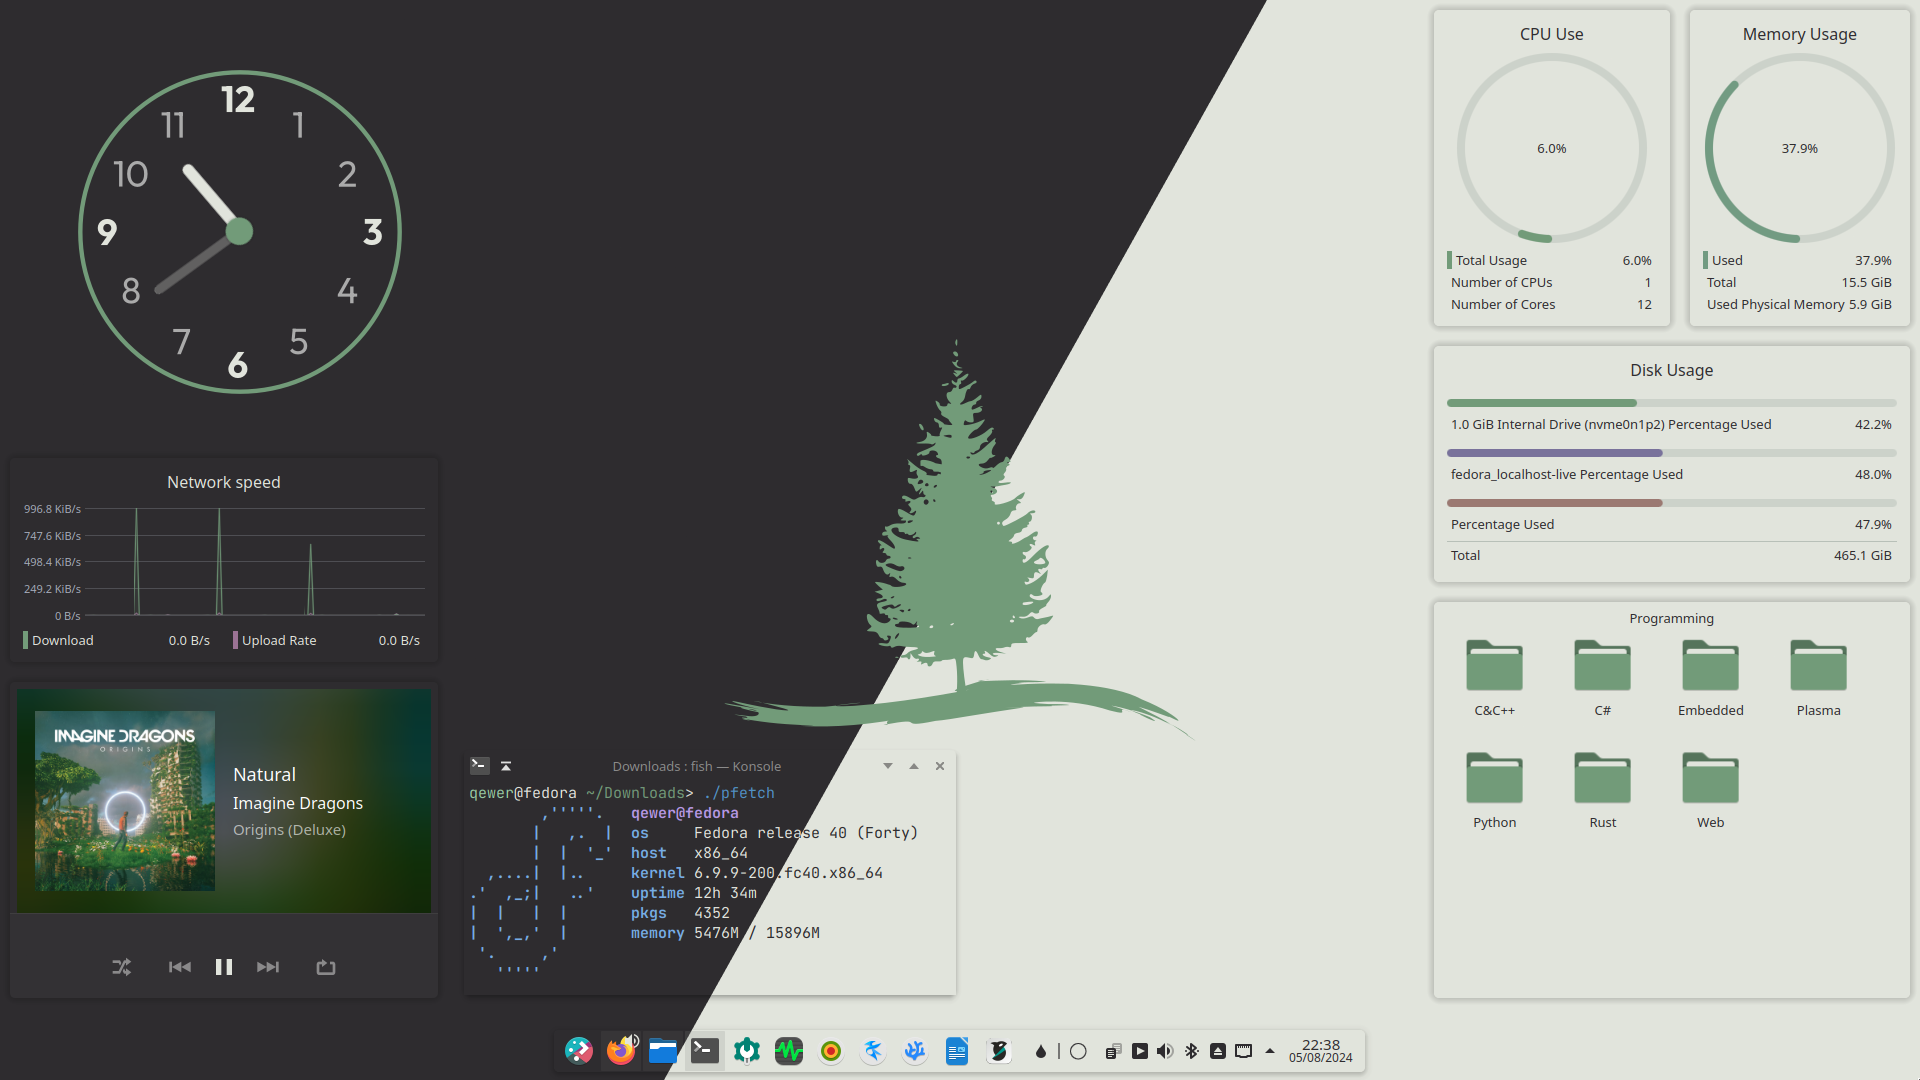 12
11
1
10
2
9
3
8
4
7
5
6
Network speed
996.8 KiB/s
747.6 KiB/s
498.4 KiB/s
249.2 KiB/s
0 B/s
Download 0.0 B/s Upload Rate 0.0 B/s
IMAGINE DRAGONS
ORIGINS
Natural
Imagine Dragons
Origins (Deluxe)
Downloads : fish — Konsole
qewer@fedora ~/Downloads> ./pfetch
qewer@fedora
os Fedora release 40 (Forty)
host x86_64
kernel 6.9.9-200.fc40.x86_64
uptime 12h 34m
pkgs 4352
memory 5476M / 15896M
CPU Use
6.0%
Total Usage 6.0%
Number of CPUs 1
Number of Cores 12
Memory Usage
37.9%
Used 37.9%
Total 15.5 GiB
Used Physical Memory 5.9 GiB
Disk Usage
1.0 GiB Internal Drive (nvme0n1p2) Percentage Used 42.2%
fedora_localhost-live Percentage Used 48.0%
Percentage Used 47.9%
Total 465.1 GiB
Programming
C&C++ C# Embedded Plasma
Python Rust Web
22:38
05/08/2024